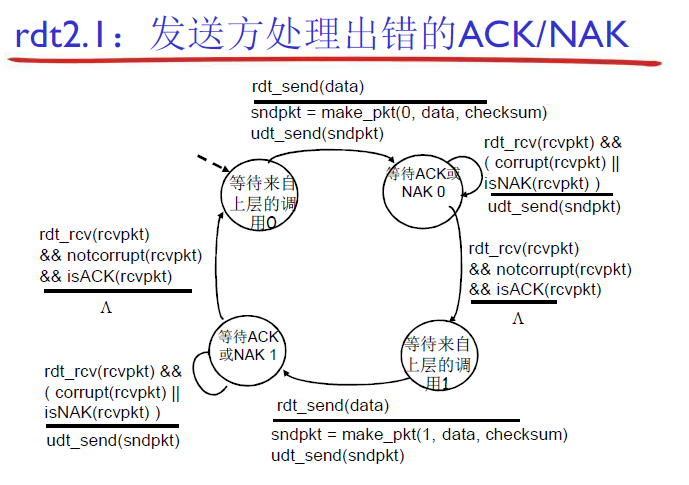 rdt2.1：发送方处理出错的ACK/NAK
rdt_send(data)
sndpkt = make_pkt(0, data, checksum)
udt_send(sndpkt)
等待来自
上层的调
用0
等待ACK或
NAK 0
rdt_rcv(rcvpkt) &&
( corrupt(rcvpkt) ||
isNAK(rcvpkt) )
udt_send(sndpkt)
rdt_rcv(rcvpkt)
&& notcorrupt(rcvpkt)
&& isACK(rcvpkt)
Λ
rdt_rcv(rcvpkt)
&& notcorrupt(rcvpkt)
&& isACK(rcvpkt)
Λ
等待ACK
或NAK 1
等待来自
上层的调
用1
rdt_rcv(rcvpkt) &&
( corrupt(rcvpkt) ||
isNAK(rcvpkt) )
udt_send(sndpkt)
rdt_send(data)
sndpkt = make_pkt(1, data, checksum)
udt_send(sndpkt)